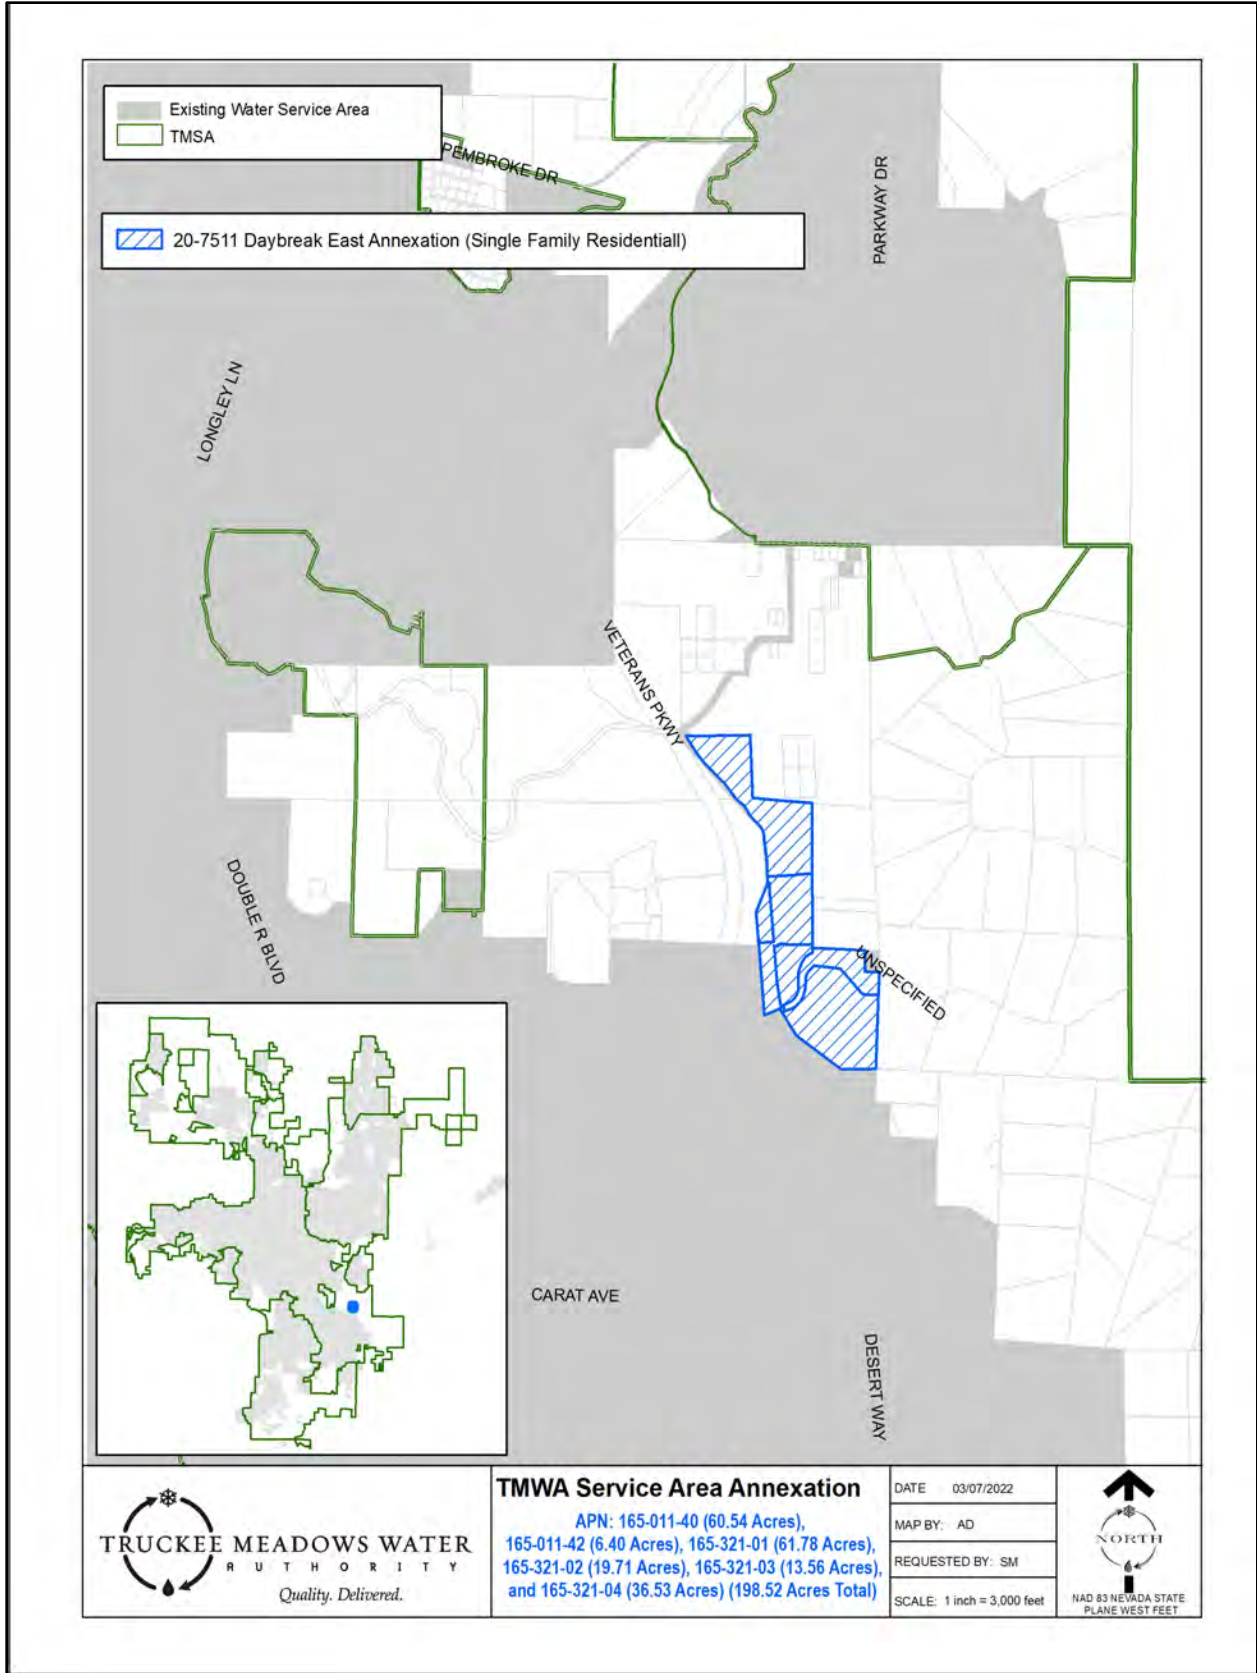 Existing Water Service Area
TMSA
PEMBROKE DR
PARKWAY DR
20-7511 Daybreak East Annexation (Single Family Residentiall)
LONGLEY LN
VETERANS PKWY
DOUBLE R BLVD
UNSPECIFIED
CARAT AVE
DESERT WAY
TRUCKEE MEADOWS WATER
AUTHORITY
Quality. Delivered.
TMWA Service Area Annexation
APN: 165-011-40 (60.54 Acres),
165-011-42 (6.40 Acres), 165-321-01 (61.78 Acres),
165-321-02 (19.71 Acres), 165-321-03 (13.56 Acres),
and 165-321-04 (36.53 Acres) (198.52 Acres Total)
DATE 03/07/2022
MAP BY: AD
REQUESTED BY: SM
SCALE: 1 inch = 3,000 feet
NORTH
NAD 83 NEVADA STATE
PLANE WEST FEET